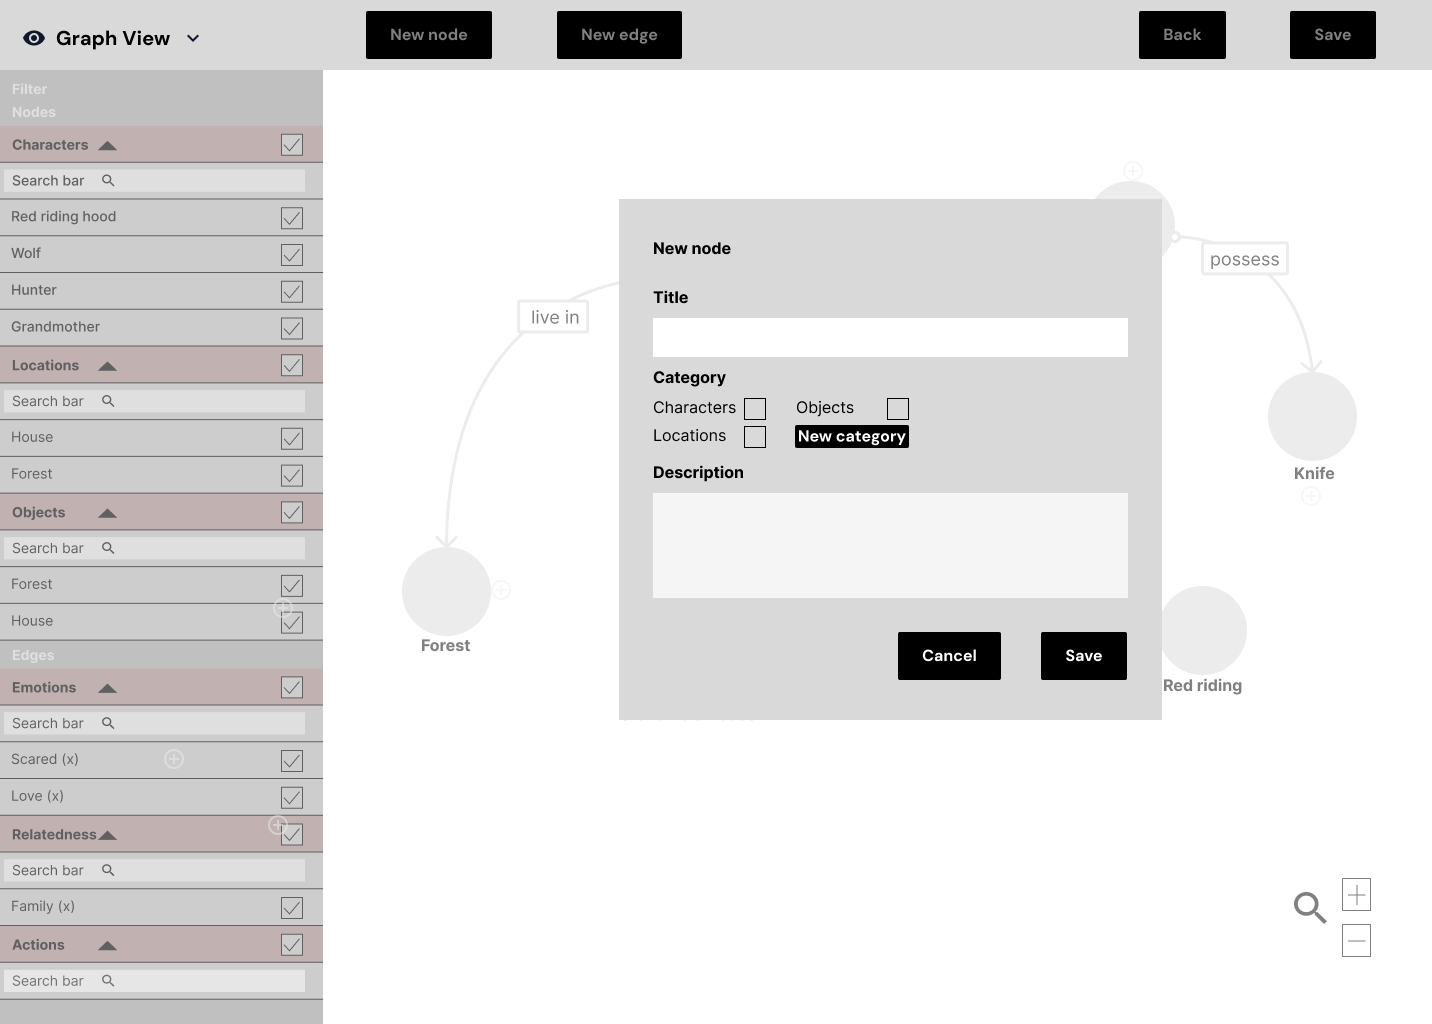 Graph View
New node
New edge
Back
Save
Filter
Nodes
Characters
Search bar
Red riding hood
Wolf
Hunter
Grandmother
Locations
Search bar
House
Forest
Objects
Search bar
Forest
House
Edges
Emotions
Search bar
Scared (x)
Love (x)
Relatedness
Search bar
Family (x)
Actions
Search bar
live in
possess
Forest
Knife
Red riding
New node
Title
Category
Characters
Objects
Locations
New category
Description
Cancel
Save